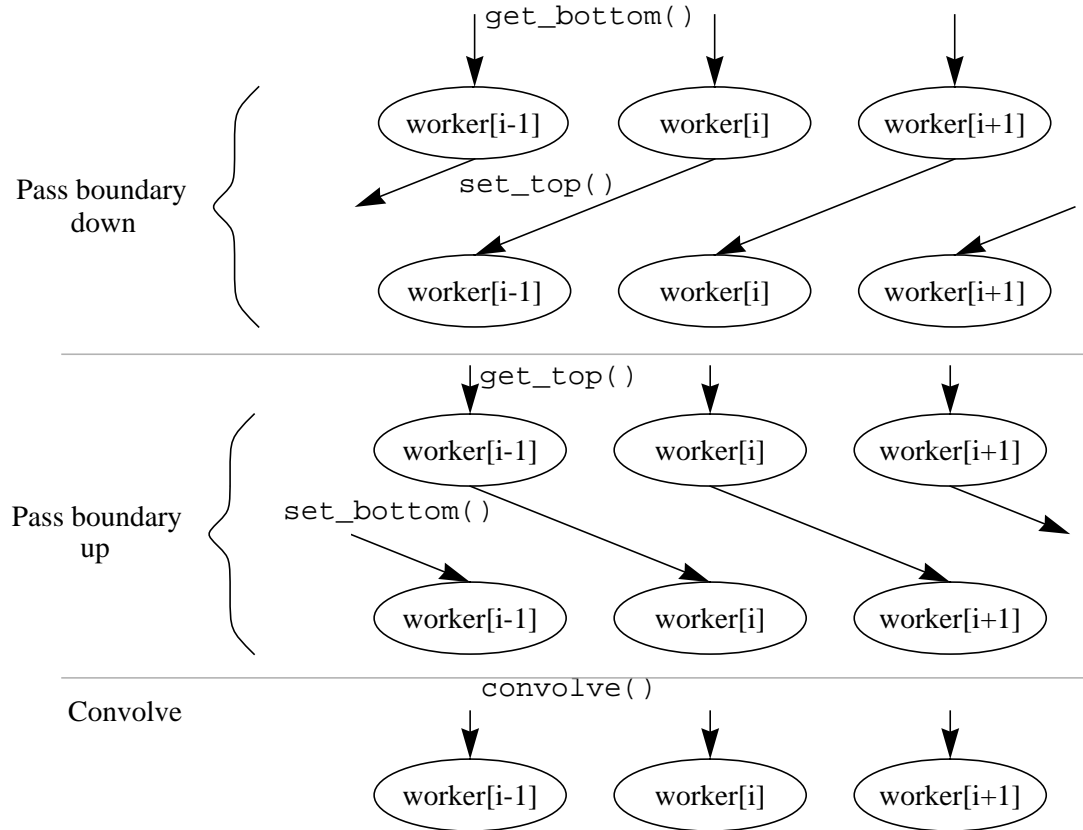 get_bottom()
worker[i-1] worker[i] worker[i+1]
Pass boundary
down
set_top()
worker[i-1] worker[i] worker[i+1]
get_top()
worker[i-1] worker[i] worker[i+1]
Pass boundary
up
set_bottom()
worker[i-1] worker[i] worker[i+1]
convolve()
Convolve
worker[i-1] worker[i] worker[i+1]